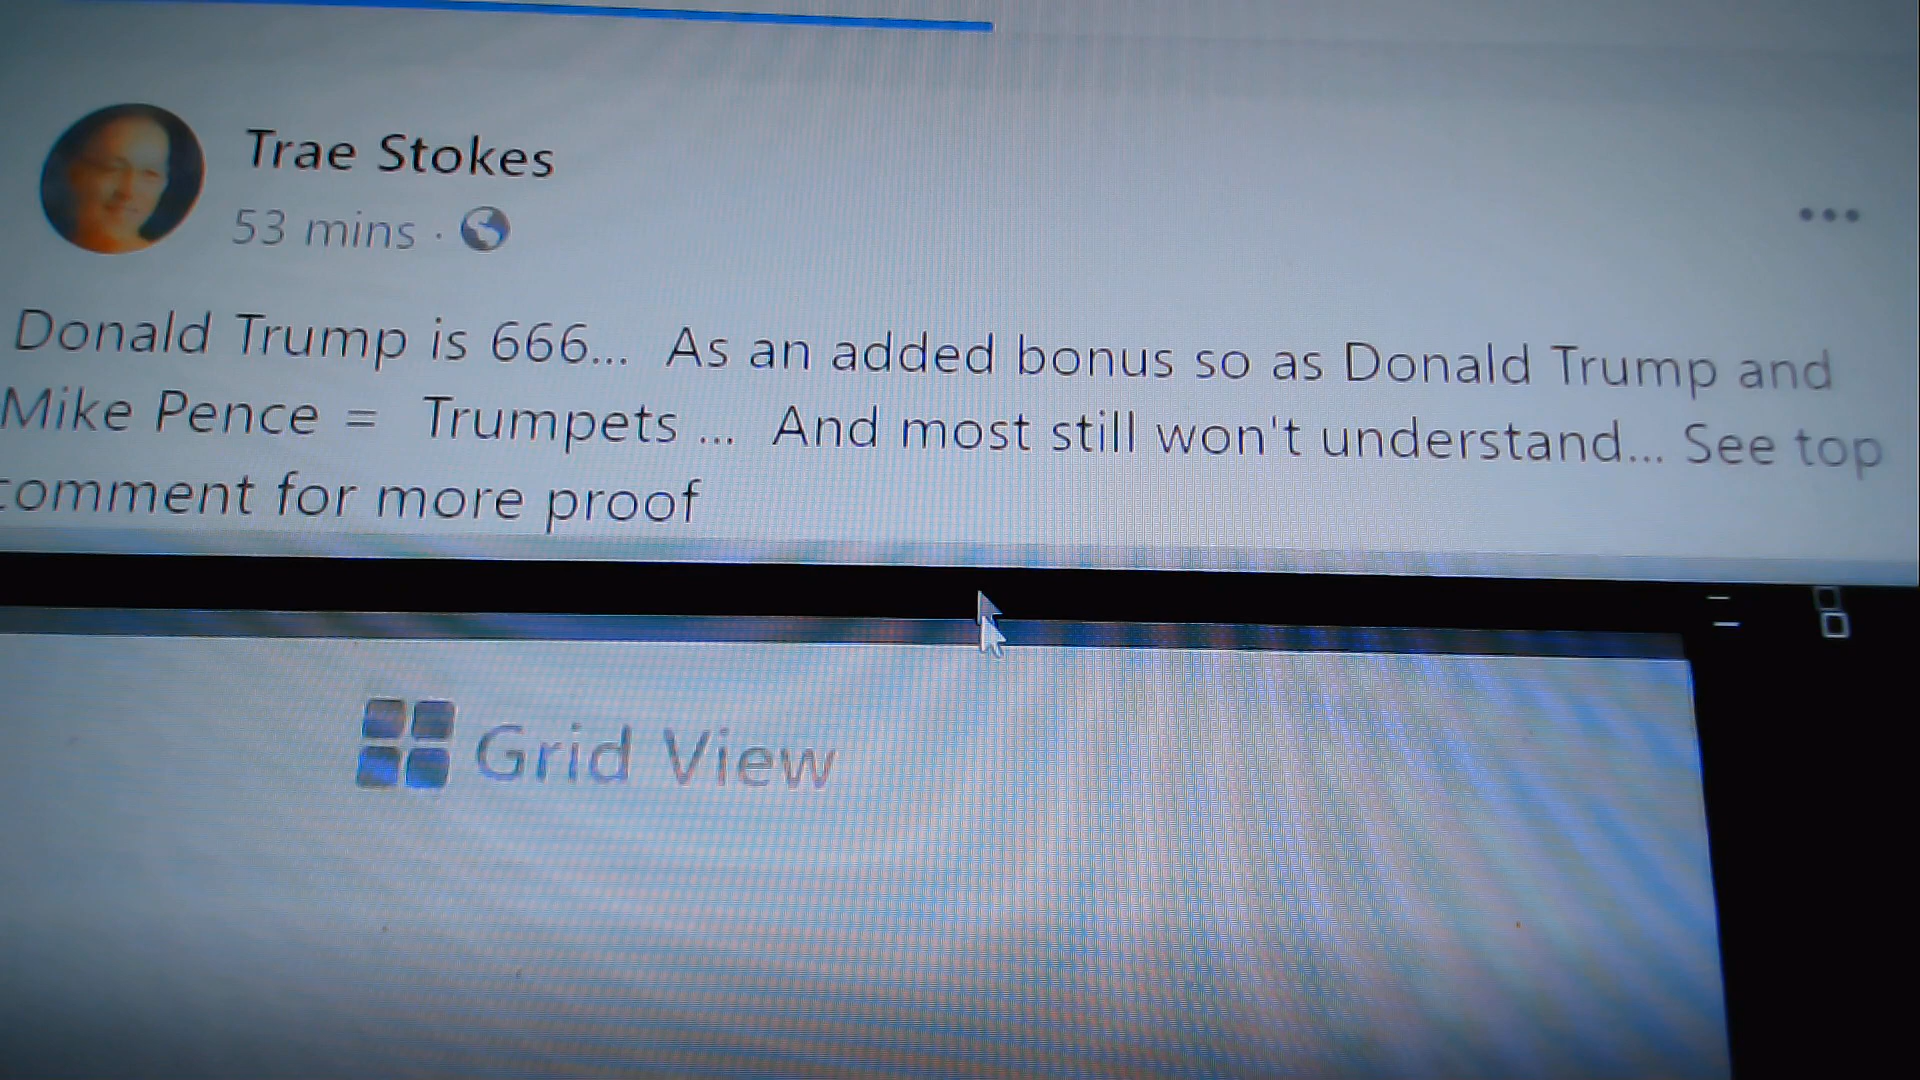 Trae Stokes
53 mins ·
Donald Trump is 666... As an added bonus so as Donald Trump and
Mike Pence = Trumpets ... And most still won't understand... See top
comment for more proof
Grid View